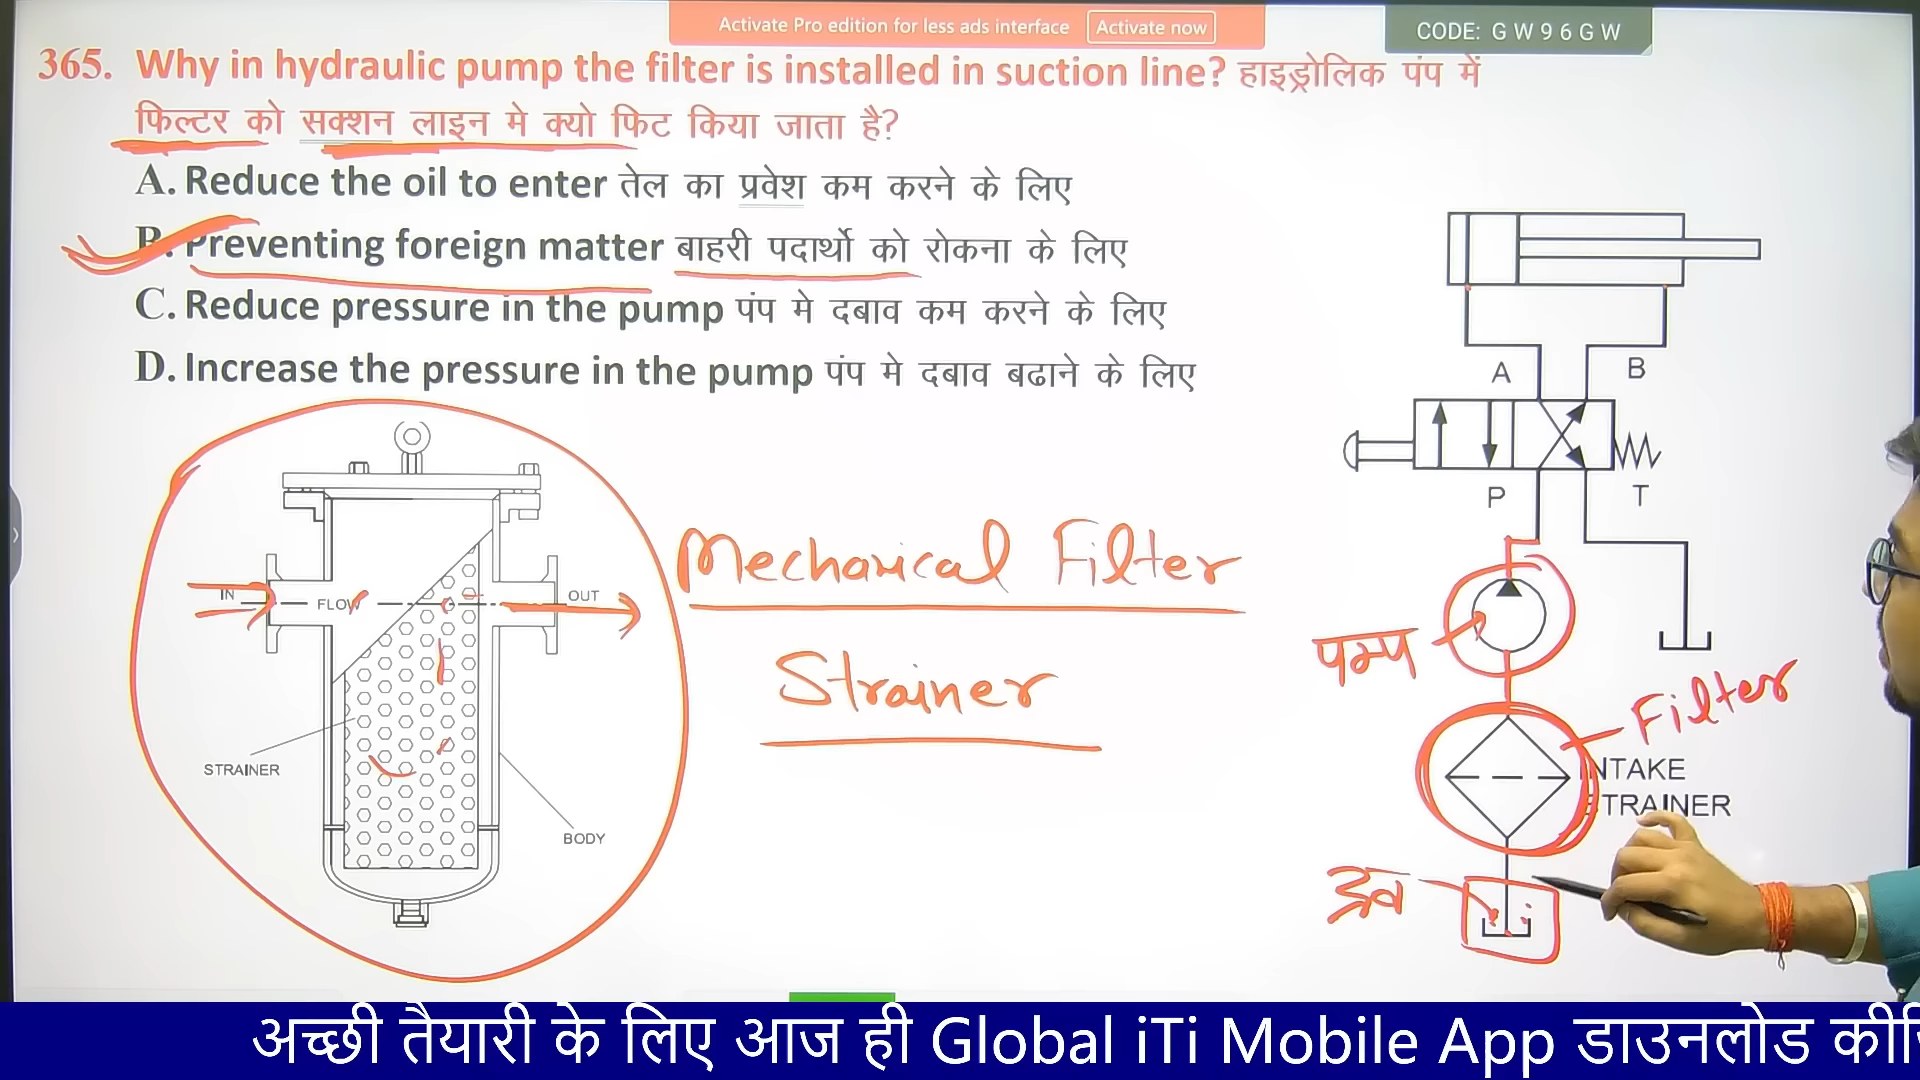 Activate Pro edition for less ads interface Activate now
CODE: G W 9 6 G W
365. Why in hydraulic pump the filter is installed in suction line? हाइड्रोलिक पंप में
फिल्टर को सक्शन लाइन मे क्यो फिट किया जाता है?
A. Reduce the oil to enter तेल का प्रवेश कम करने के लिए
B. Preventing foreign matter बाहरी पदार्थो को रोकना के लिए
C. Reduce pressure in the pump पंप मे दबाव कम करने के लिए
D. Increase the pressure in the pump पंप मे दबाव बढाने के लिए
A B
P T
IN FLOW OUT
Mechanical Filter
Strainer
पम्प
Filter
STRAINER
BODY
INTAKE
STRAINER
द्रव
अच्छी तैयारी के लिए आज ही Global iTi Mobile App डाउनलोड